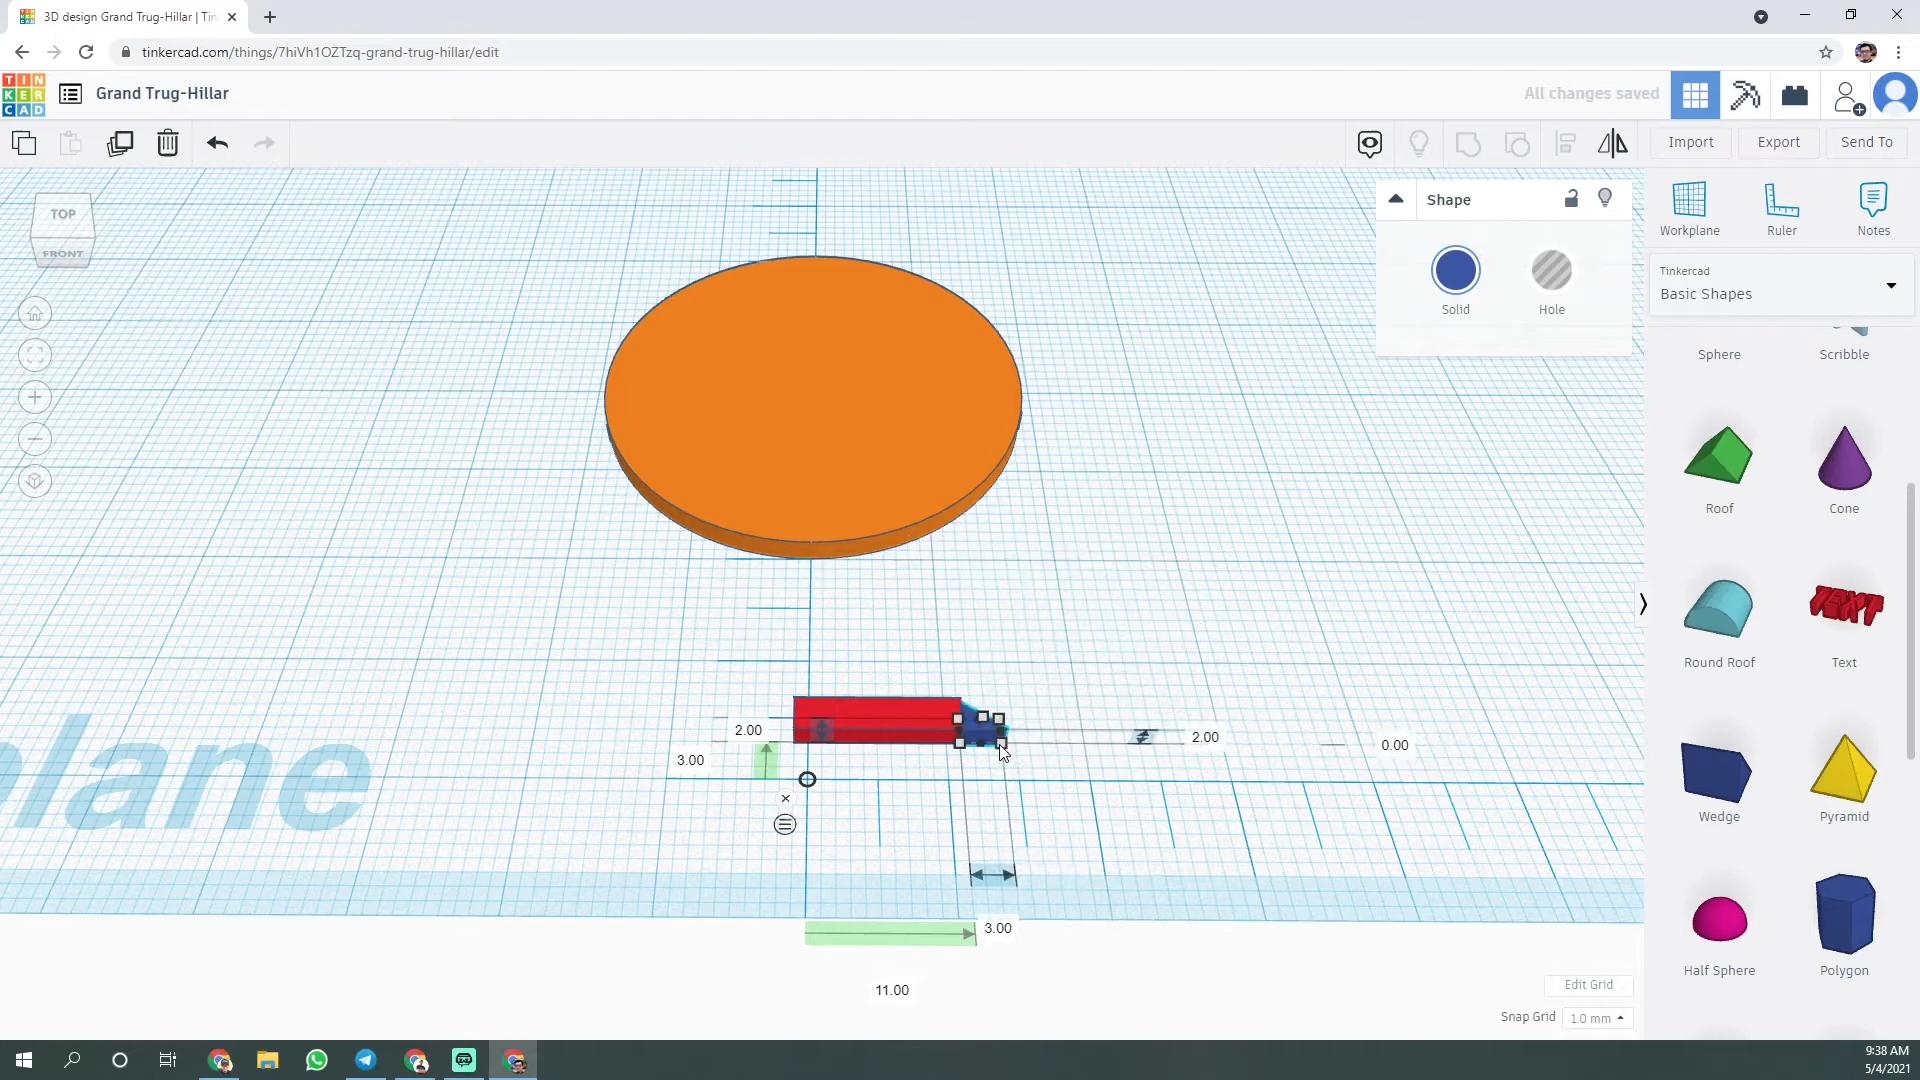 3D design Grand Trug-Hillar | Tin
tinkercad.com/things/7hiVh1OZTzq-grand-trug-hillar/edit
TIN
KER
CAD
Grand Trug-Hillar
All changes saved
Import
Export
Send To
TOP
FRONT
Shape
Solid
Hole
Workplane
Ruler
Notes
Tinkercad
Basic Shapes
Sphere
Scribble
Roof
Cone
Round Roof
TEXT
Text
Wedge
Pyramid
Half Sphere
Polygon
2.00
3.00
2.00
0.00
plane
3.00
11.00
Edit Grid
Snap Grid
1.0 mm
9:38 AM
5/4/2021